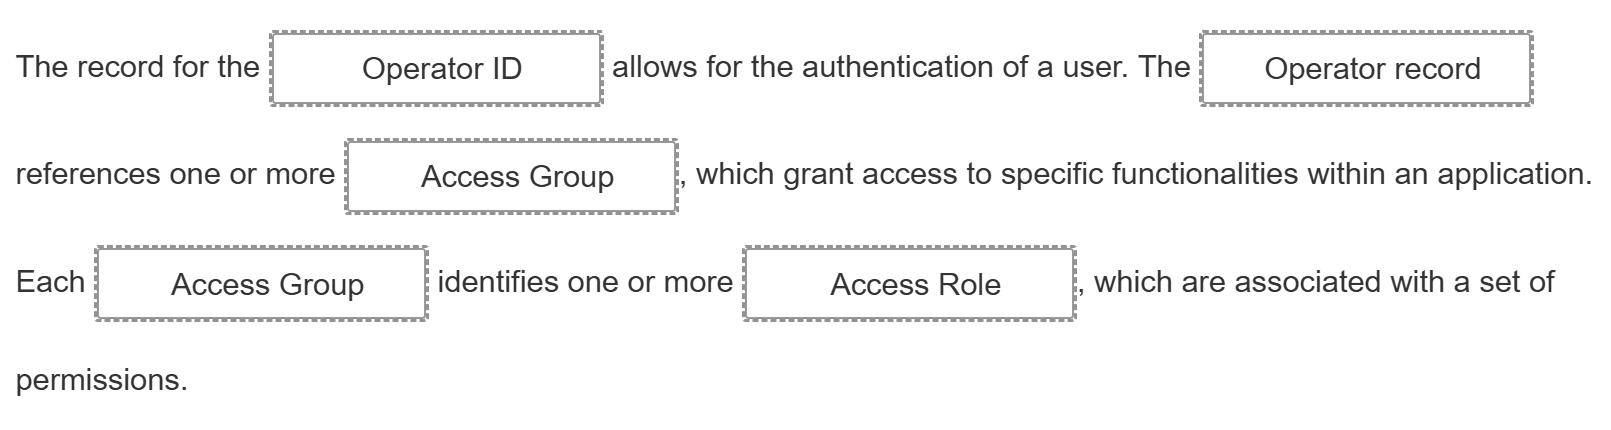 The record for the Operator ID allows for the authentication of a user. The Operator record
references one or more Access Group, which grant access to specific functionalities within an application.
Each Access Group identifies one or more Access Role, which are associated with a set of
permissions.